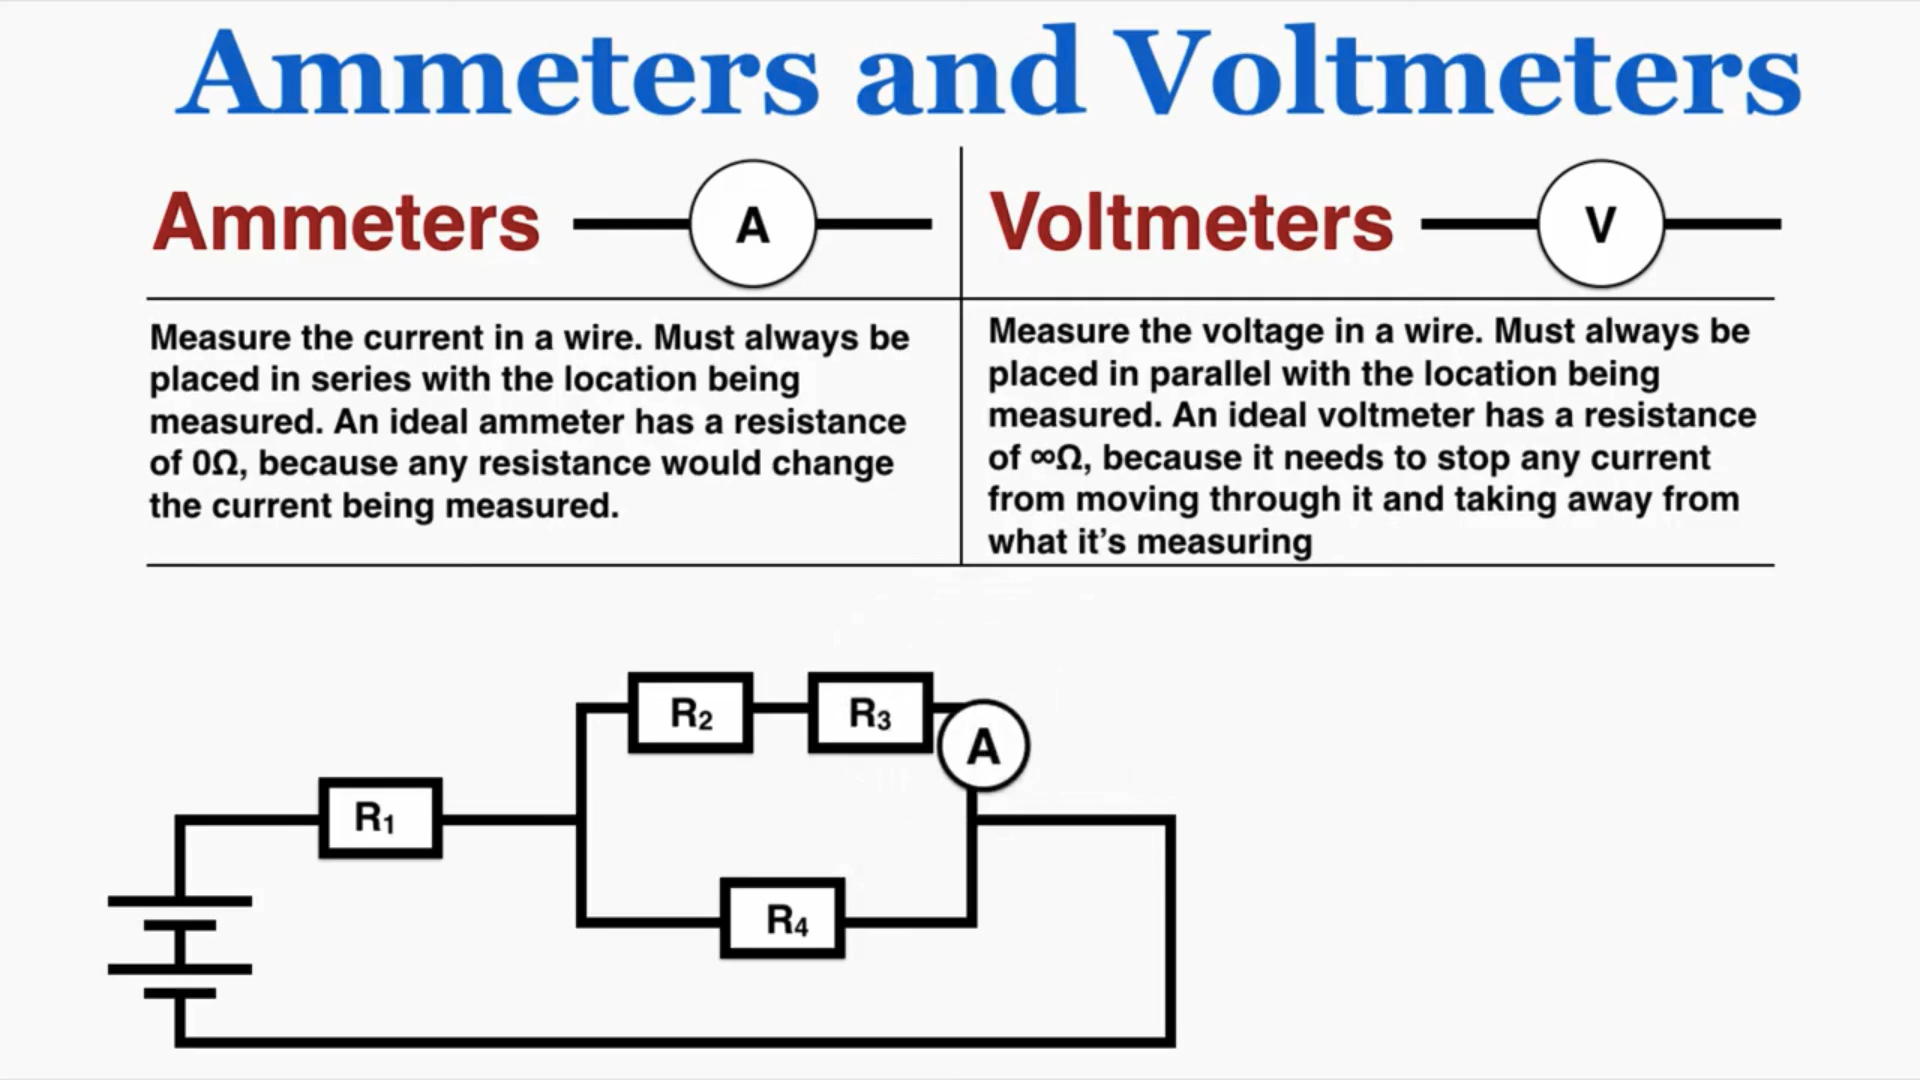 Ammeters and Voltmeters
Ammeters
A
Voltmeters
V
Measure the current in a wire. Must always be
placed in series with the location being
measured. An ideal ammeter has a resistance
of 0Ω, because any resistance would change
the current being measured.
Measure the voltage in a wire. Must always be
placed in parallel with the location being
measured. An ideal voltmeter has a resistance
of ∞Ω, because it needs to stop any current
from moving through it and taking away from
what it’s measuring
R₂
R₃
A
R₁
R₄